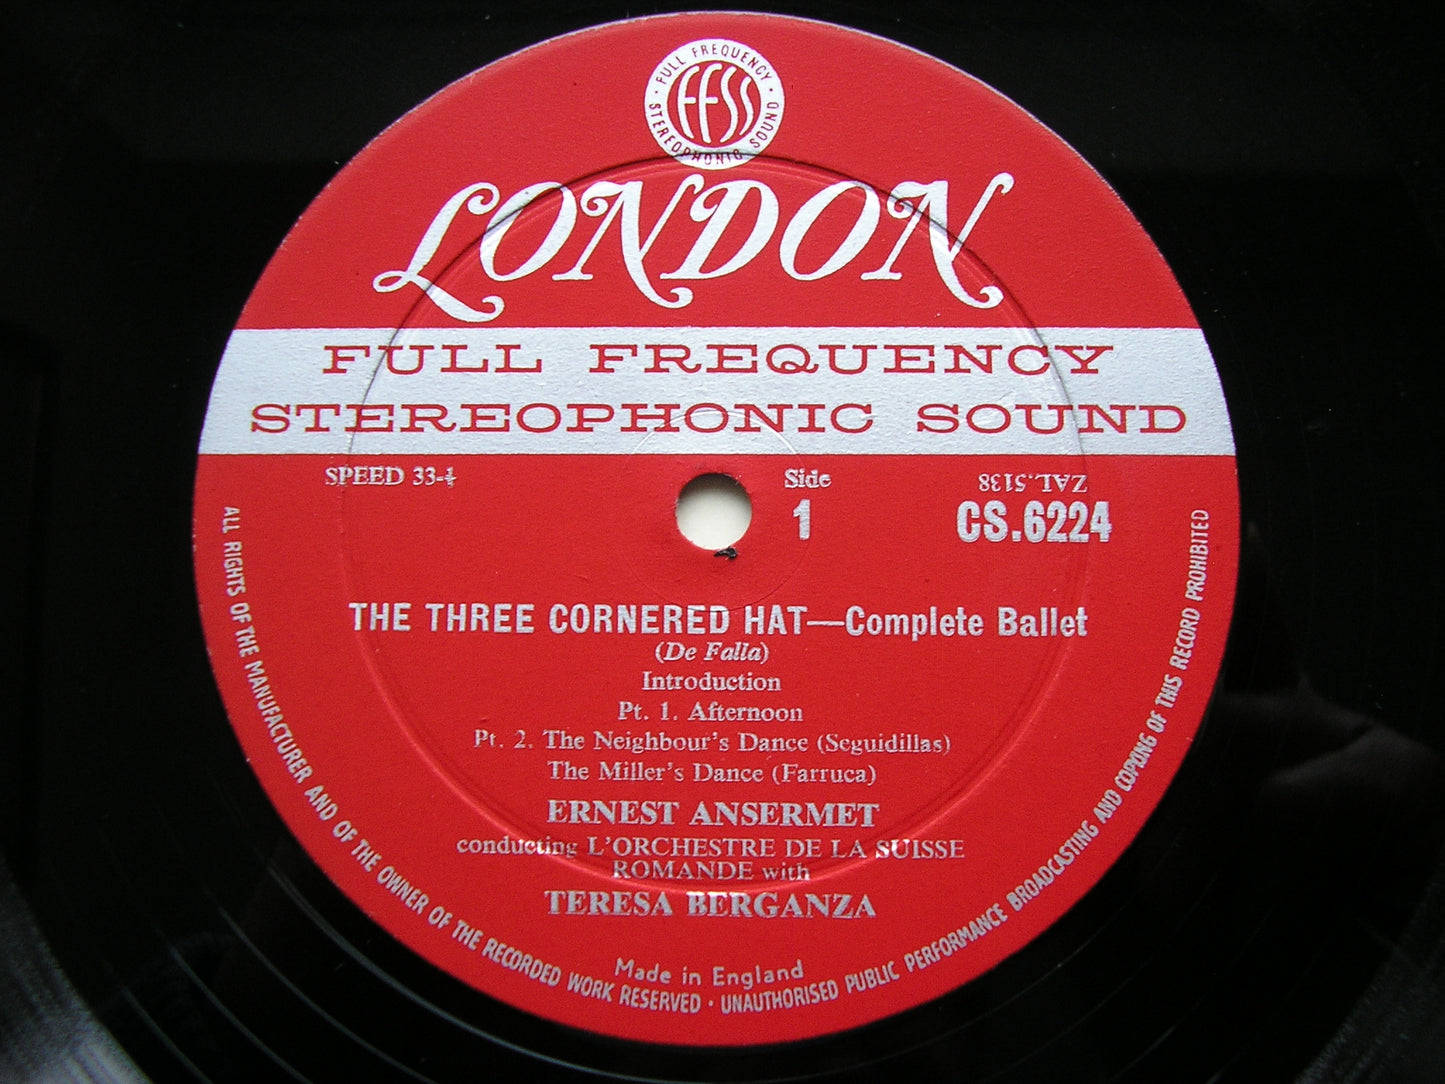 FULL FREQUENCY
FFSS
STEREOPHONIC SOUND
LONDON
FULL FREQUENCY
STEREOPHONIC SOUND
SPEED 33-⅓
Side
1
ZAL.5138
CS.6224
THE THREE CORNERED HAT—Complete Ballet
(De Falla)
Introduction
Pt. 1. Afternoon
Pt. 2. The Neighbour's Dance (Seguidillas)
The Miller's Dance (Farruca)
ERNEST ANSERMET
conducting L'ORCHESTRE DE LA SUISSE
ROMANDE with
TERESA BERGANZA
Made in England
ALL RIGHTS OF THE MANUFACTURER AND OF THE OWNER OF THE RECORDED WORK RESERVED · UNAUTHORISED PUBLIC PERFORMANCE BROADCASTING AND COPYING OF THIS RECORD PROHIBITED